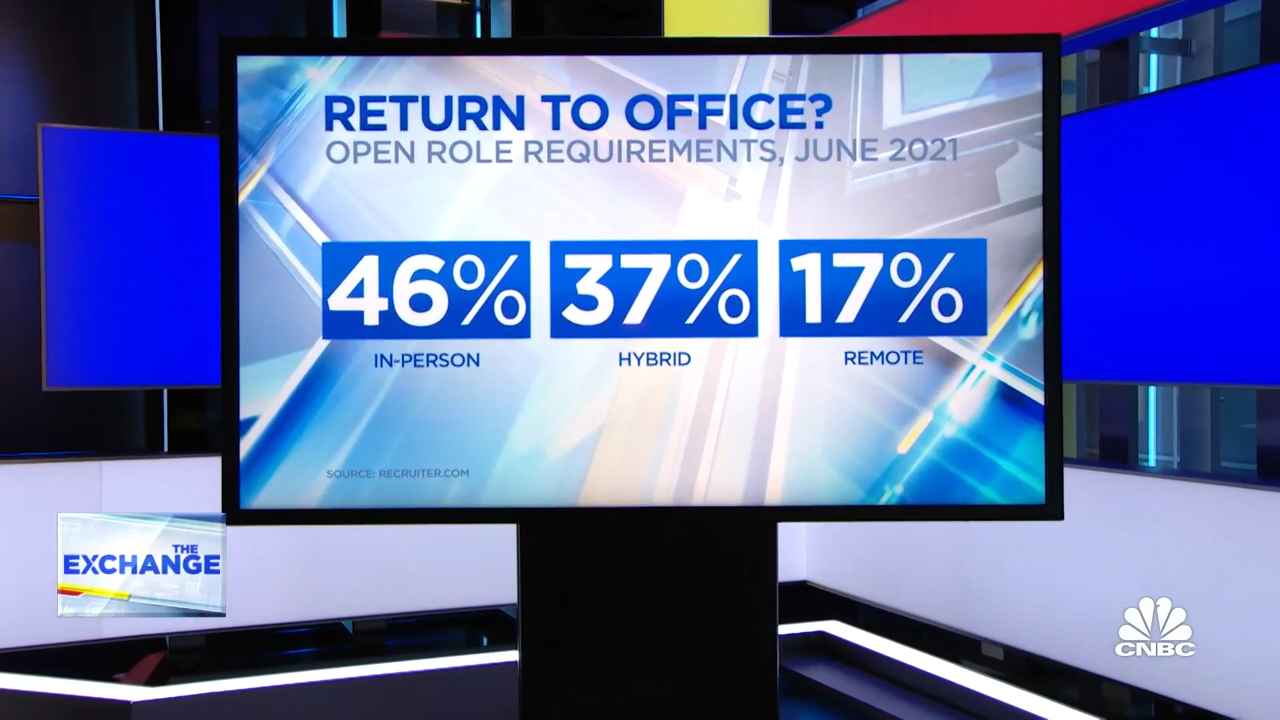 RETURN TO OFFICE?
OPEN ROLE REQUIREMENTS, JUNE 2021
46% 37% 17%
IN-PERSON HYBRID REMOTE
SOURCE: RECRUITER.COM
THE
EXCHANGE
CNBC